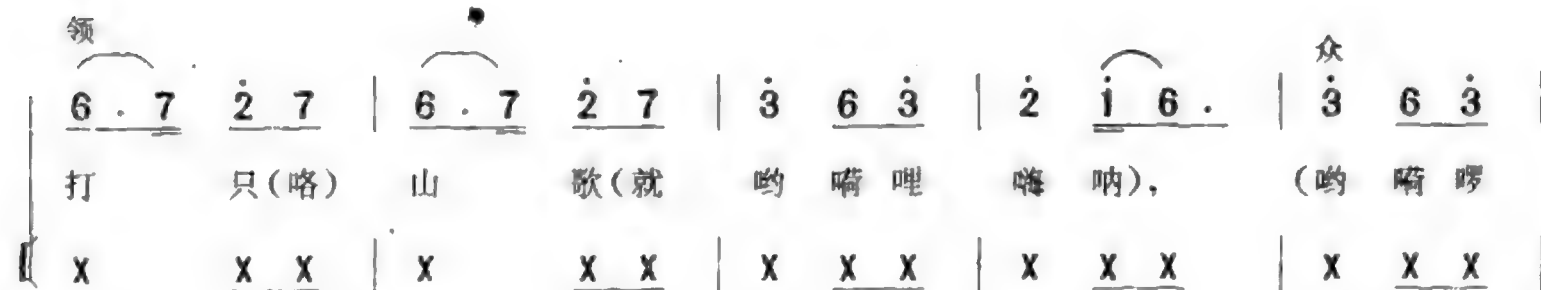 领 众
6 . 7 2̇ 7 | 6 . 7 2̇ 7 | 3̇ 6 3̇ | 2̇ 1̇ 6 . | 3̇ 6 3̇ |
打 只(咯) 山 歌(就 哟 嗬 哩 嗨 呐), (哟 嗬 啰
X X X | X X X | X X X | X X X | X X X